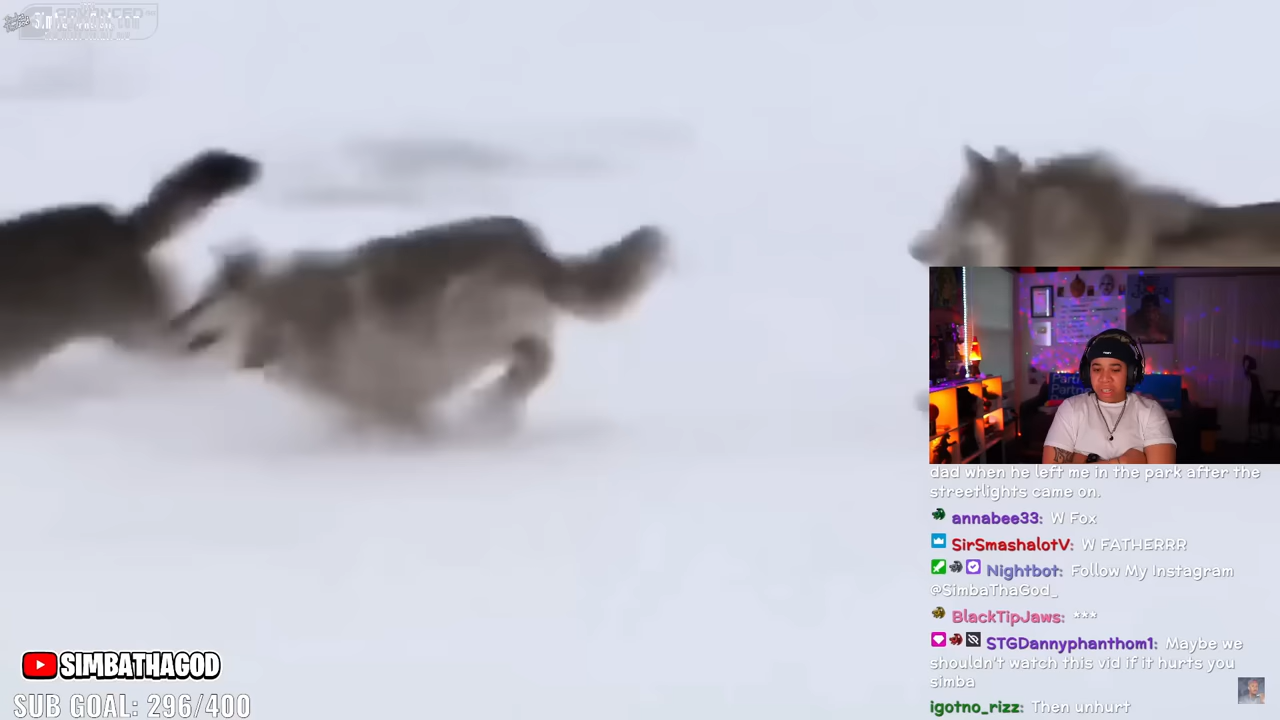 dad when he left me in the park after the
streetlights came on.
annabee33: W Fox
SirSmashalotV: W FATHERRR
Nightbot: Follow My Instagram
@SimbaThaGod_
BlackTipJaws: ***
STGDannyphanthom1: Maybe we
shouldn't watch this vid if it hurts you
simba
igotno_rizz: Then unhurt
SIMBATHAGOD
SUB GOAL: 296/400